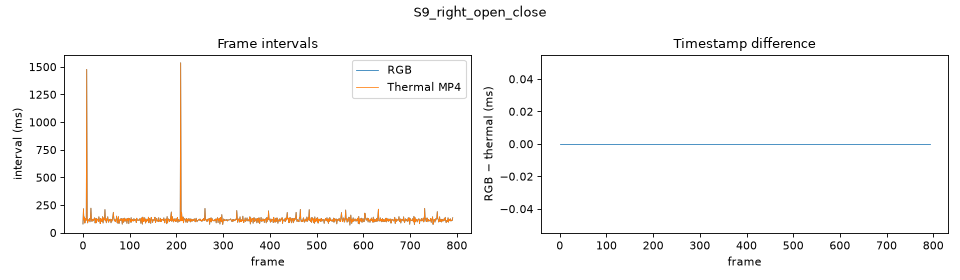 S9_right_open_close
Frame intervals
RGB
Thermal MP4
interval (ms)
1500
1250
1000
750
500
250
0
0 100 200 300 400 500 600 700 800
frame
Timestamp difference
RGB − thermal (ms)
0.04
0.02
0.00
−0.02
−0.04
0 100 200 300 400 500 600 700 800
frame